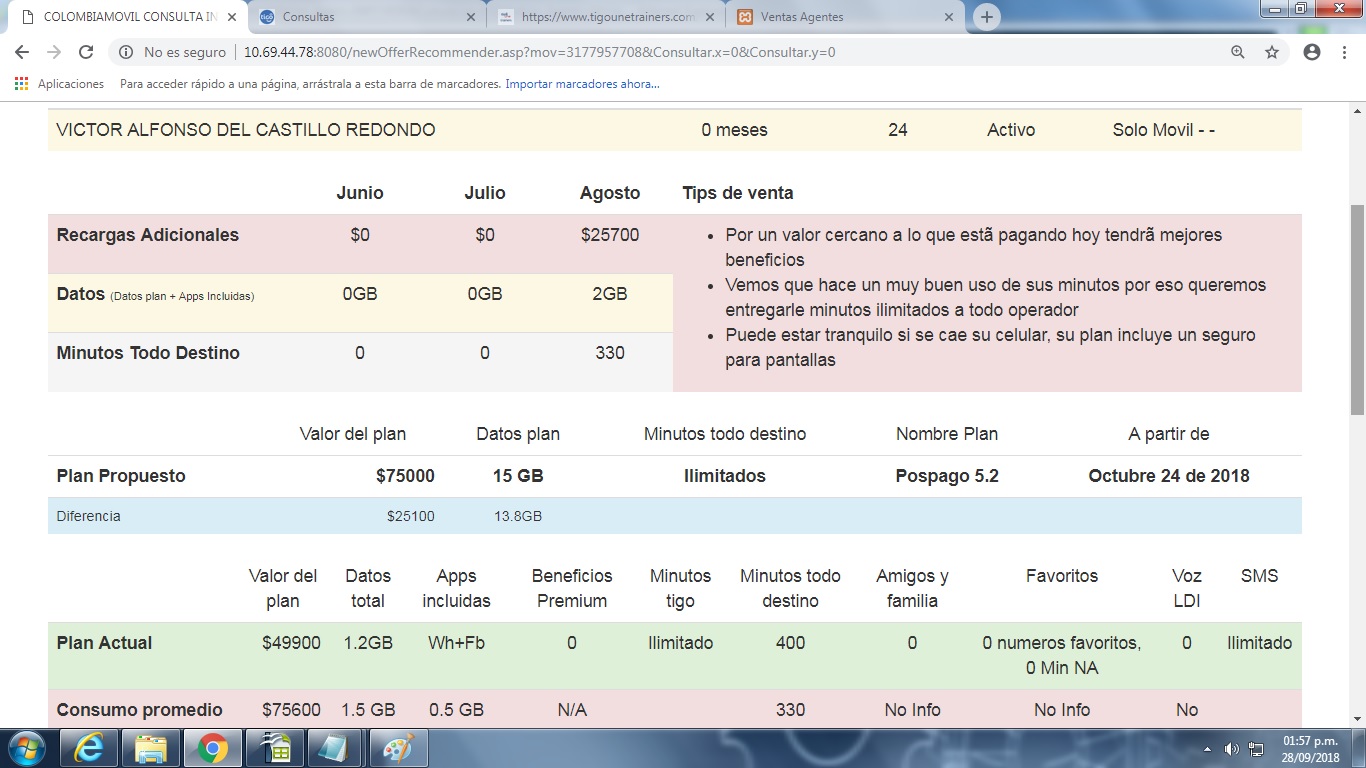 COLOMBIAMOVIL CONSULTA IN
Consultas
https://www.tigounetrainers.com
Ventas Agentes
No es seguro
10.69.44.78:8080/newOfferRecommender.asp?mov=3177957708&Consultar.x=0&Consultar.y=0
Aplicaciones Para acceder rápido a una página, arrástrala a esta barra de marcadores. Importar marcadores ahora...
VICTOR ALFONSO DEL CASTILLO REDONDO 0 meses 24 Activo Solo Movil - -
Junio Julio Agosto Tips de venta
Recargas Adicionales $0 $0 $25700
Datos (Datos plan + Apps Incluidas) 0GB 0GB 2GB
Minutos Todo Destino 0 0 330
• Por un valor cercano a lo que estã pagando hoy tendrã mejores
beneficios
• Vemos que hace un muy buen uso de sus minutos por eso queremos
entregarle minutos ilimitados a todo operador
• Puede estar tranquilo si se cae su celular, su plan incluye un seguro
para pantallas
Valor del plan Datos plan Minutos todo destino Nombre Plan A partir de
Plan Propuesto $75000 15 GB Ilimitados Pospago 5.2 Octubre 24 de 2018
Diferencia $25100 13.8GB
Valor del plan Datos total Apps incluidas Beneficios Premium Minutos tigo Minutos todo destino Amigos y familia Favoritos Voz LDI SMS
Plan Actual $49900 1.2GB Wh+Fb 0 Ilimitado 400 0 0 numeros favoritos, 0 Min NA 0 Ilimitado
Consumo promedio $75600 1.5 GB 0.5 GB N/A 330 No Info No Info No
01:57 p.m.
28/09/2018